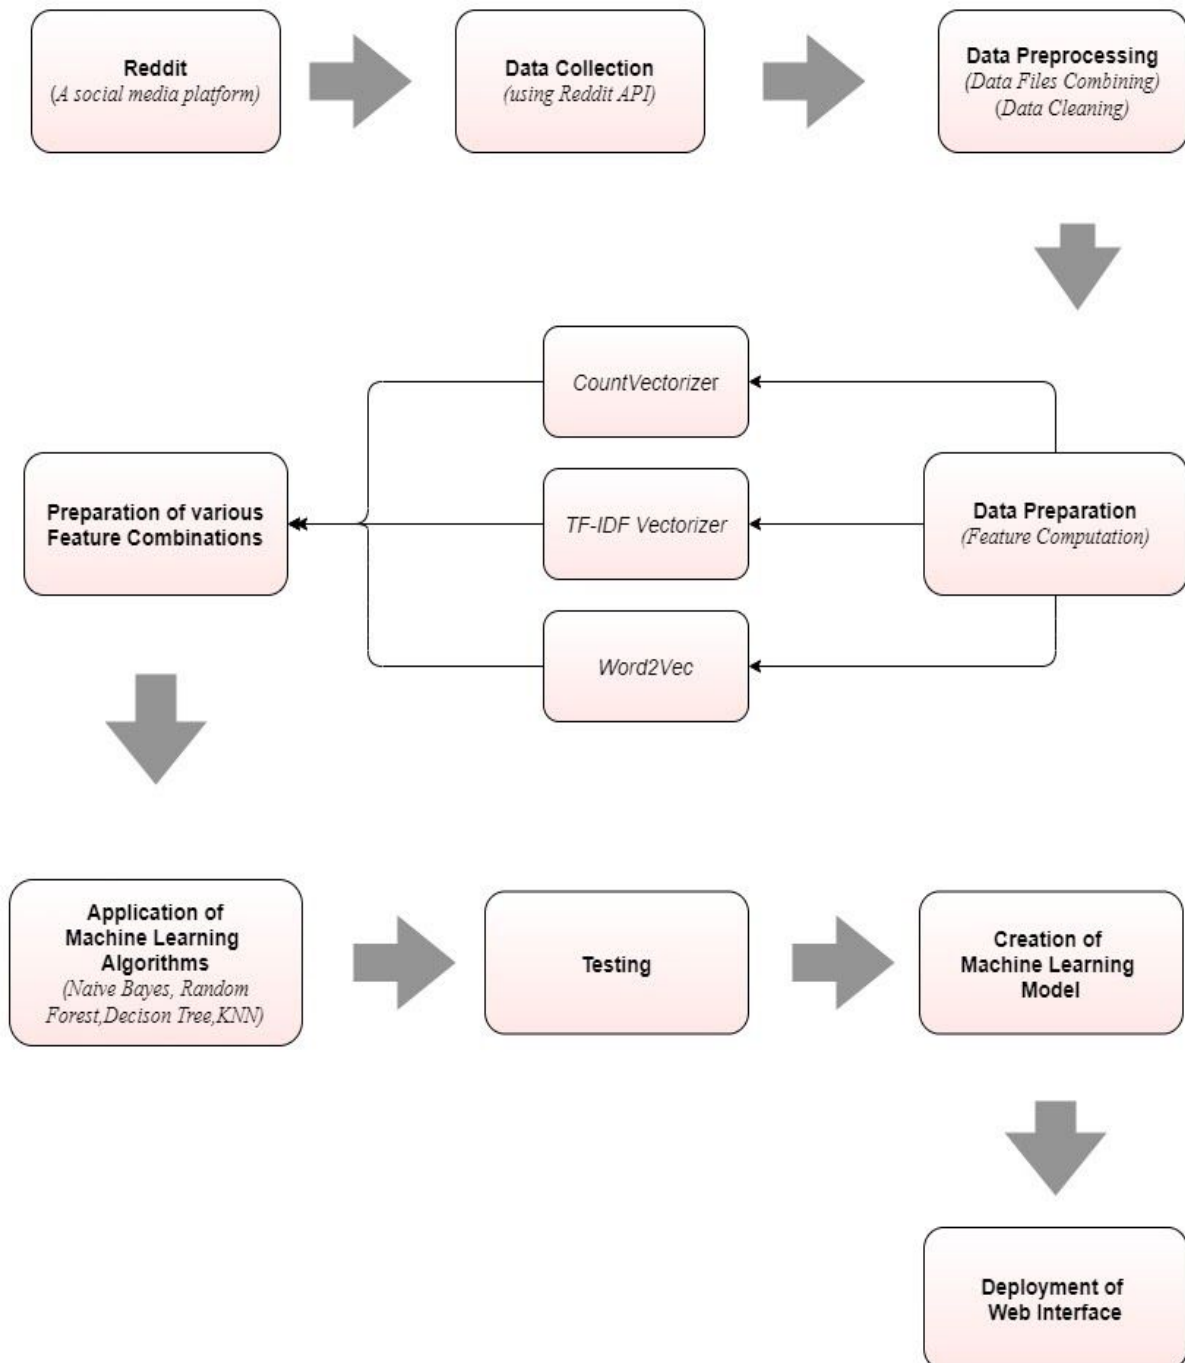 Reddit
(A social media platform)
Data Collection
(using Reddit API)
Data Preprocessing
(Data Files Combining)
(Data Cleaning)
CountVectorizer
Preparation of various
Feature Combinations
TF-IDF Vectorizer
Data Preparation
(Feature Computation)
Word2Vec
Application of
Machine Learning
Algorithms
(Naive Bayes, Random
Forest,Decison Tree,KNN)
Testing
Creation of
Machine Learning
Model
Deployment of
Web Interface